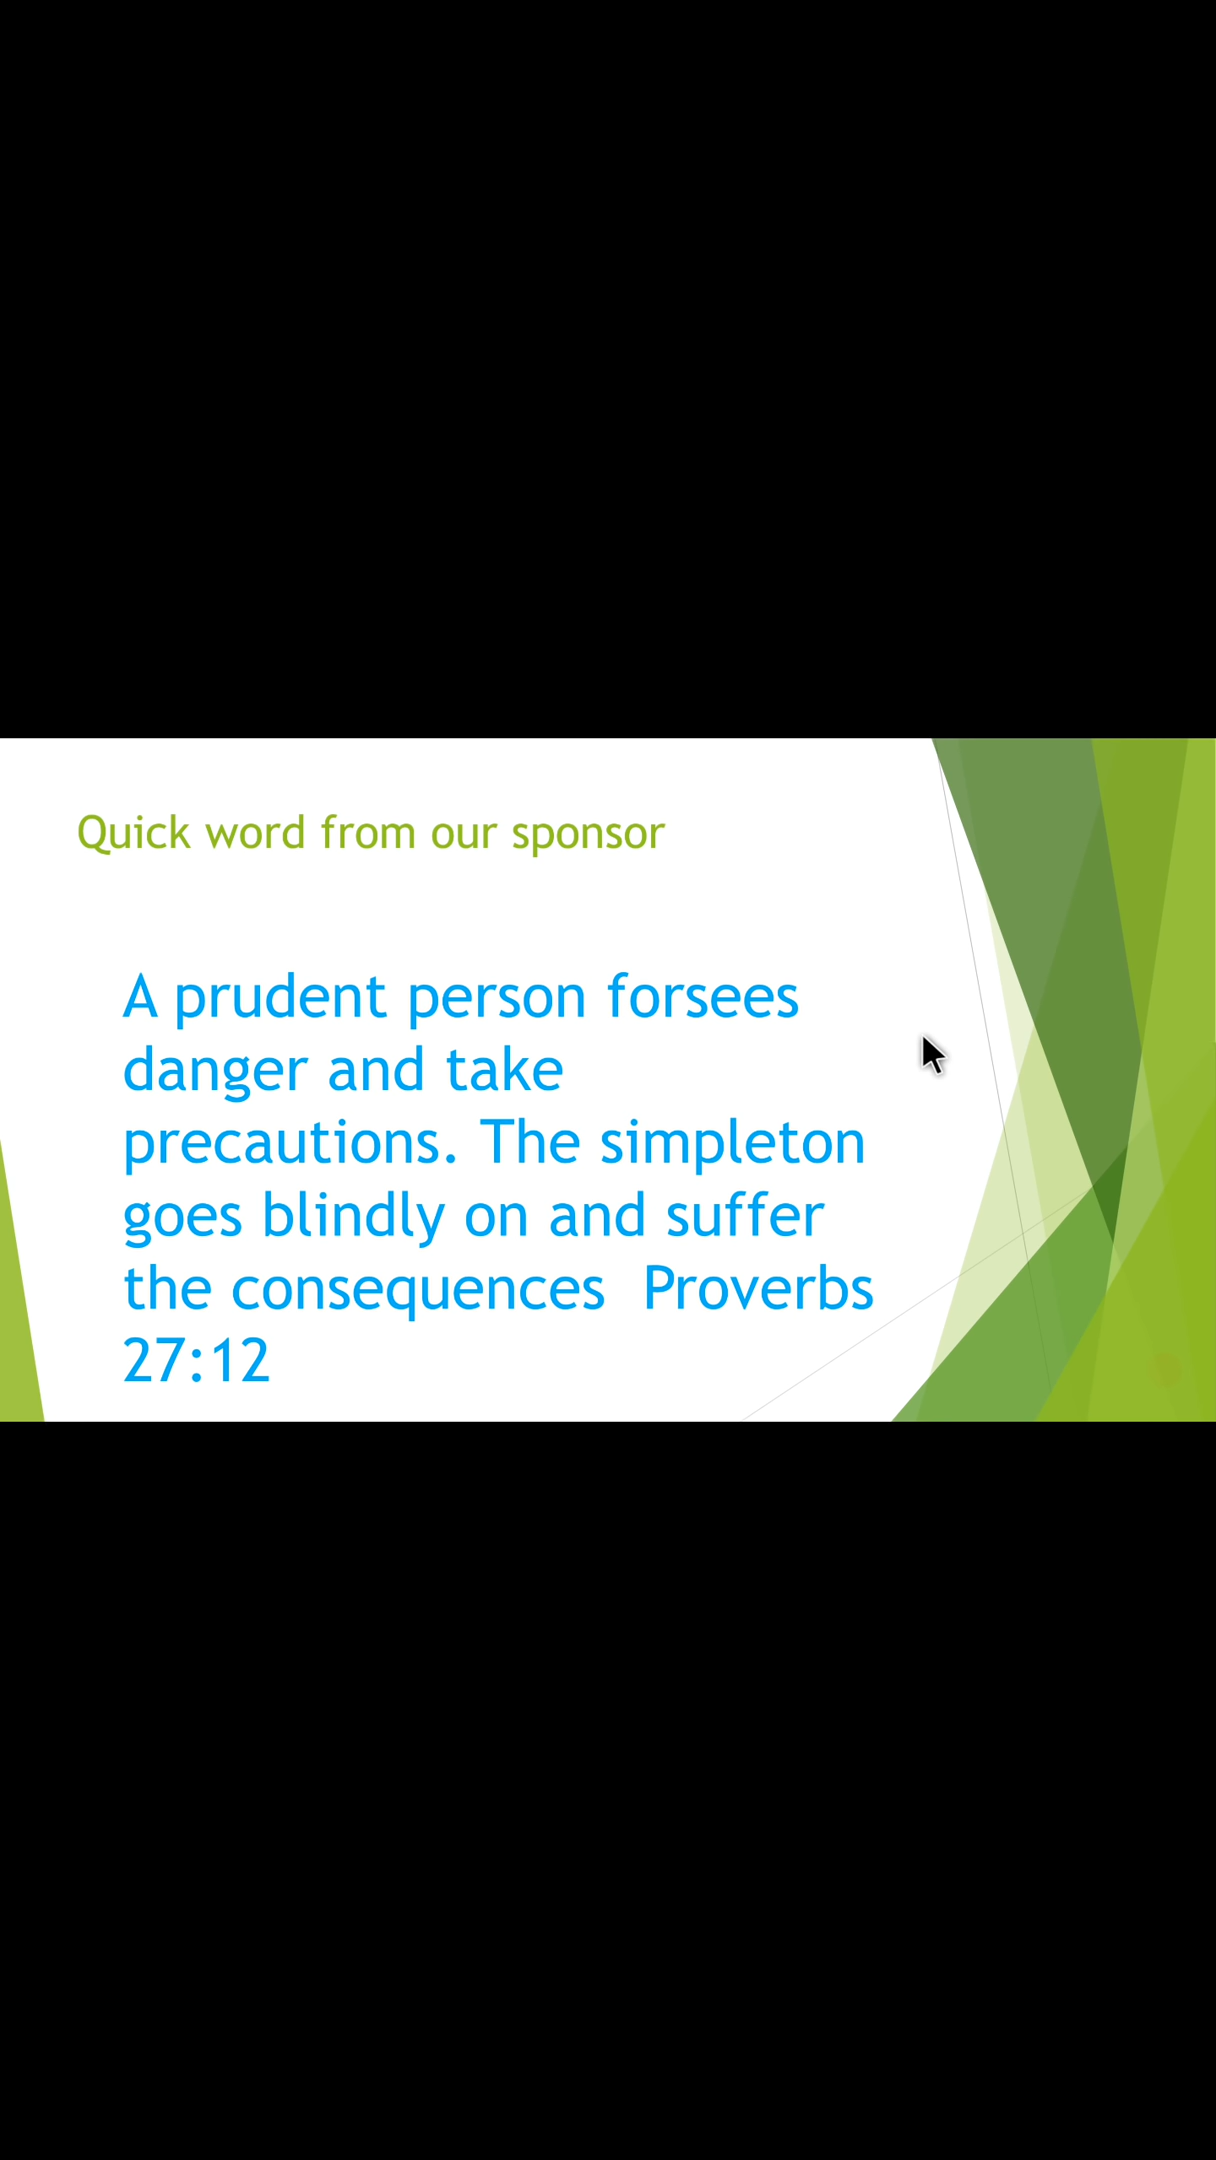 Quick word from our sponsor
A prudent person forsees
danger and take
precautions. The simpleton
goes blindly on and suffer
the consequences  Proverbs
27:12